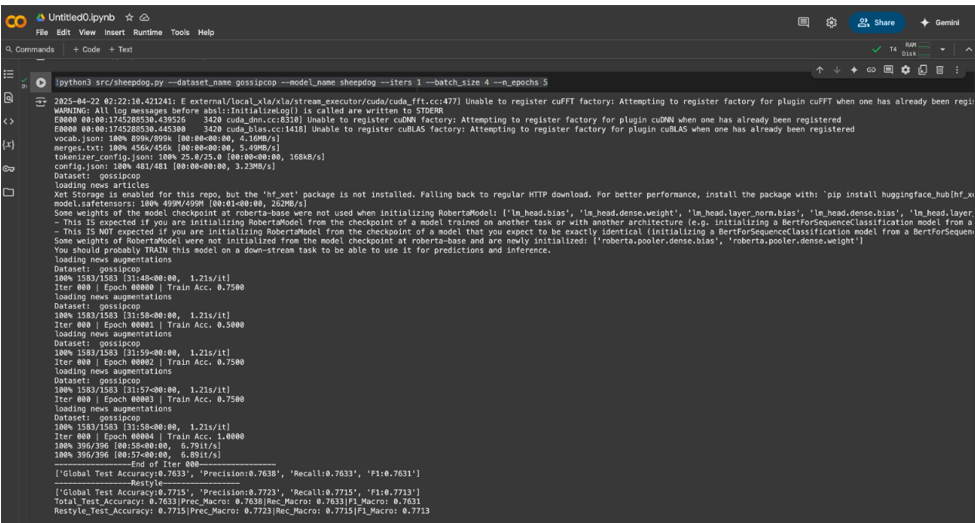 CO Untitled0.ipynb
Share
Gemini
File Edit View Insert Runtime Tools Help
Commands + Code + Text
T4 RAM Disk
!python3 src/sheepdog.py --dataset_name gossipcop --model_name sheepdog --iters 1 --batch_size 4 --n_epochs 5
2025-04-22 02:22:10.421241: E external/local_xla/xla/stream_executor/cuda/cuda_fft.cc:477] Unable to register cuFFT factory: Attempting to register factory for plugin cuFFT when one has already been regi
WARNING: All log messages before absl::InitializeLog() is called are written to STDERR
E0000 00:00:1745288530.439526 3420 cuda_dnn.cc:8310] Unable to register cuDNN factory: Attempting to register factory for plugin cuDNN when one has already been registered
E0000 00:00:1745288530.445300 3420 cuda_blas.cc:1418] Unable to register cuBLAS factory: Attempting to register factory for plugin cuBLAS when one has already been registered
vocab.json: 100% 899k/899k [00:00<00:00, 4.16MB/s]
merges.txt: 100% 456k/456k [00:00<00:00, 5.49MB/s]
tokenizer_config.json: 100% 25.0/25.0 [00:00<00:00, 168kB/s]
config.json: 100% 481/481 [00:00<00:00, 3.23MB/s]
Dataset: gossipcop
loading news articles
Xet Storage is enabled for this repo, but the 'hf_xet' package is not installed. Falling back to regular HTTP download. For better performance, install the package with: `pip install huggingface_hub[hf_x
model.safetensors: 100% 499M/499M [00:01<00:00, 262MB/s]
Some weights of the model checkpoint at roberta-base were not used when initializing RobertaModel: ['lm_head.bias', 'lm_head.dense.weight', 'lm_head.layer_norm.bias', 'lm_head.dense.bias', 'lm_head.layer_
- This IS expected if you are initializing RobertaModel from the checkpoint of a model trained on another task or with another architecture (e.g. initializing a BertForSequenceClassification model from a
- This IS NOT expected if you are initializing RobertaModel from the checkpoint of a model that you expect to be exactly identical (initializing a BertForSequenceClassification model from a BertForSequen
Some weights of RobertaModel were not initialized from the model checkpoint at roberta-base and are newly initialized: ['roberta.pooler.dense.bias', 'roberta.pooler.dense.weight']
You should probably TRAIN this model on a down-stream task to be able to use it for predictions and inference.
loading news augmentations
Dataset: gossipcop
100% 1583/1583 [31:48<00:00, 1.21s/it]
Iter 000 | Epoch 00000 | Train Acc. 0.7500
loading news augmentations
Dataset: gossipcop
100% 1583/1583 [31:58<00:00, 1.21s/it]
Iter 000 | Epoch 00001 | Train Acc. 0.5000
loading news augmentations
Dataset: gossipcop
100% 1583/1583 [31:59<00:00, 1.21s/it]
Iter 000 | Epoch 00002 | Train Acc. 0.7500
loading news augmentations
Dataset: gossipcop
100% 1583/1583 [31:57<00:00, 1.21s/it]
Iter 000 | Epoch 00003 | Train Acc. 0.7500
loading news augmentations
Dataset: gossipcop
100% 1583/1583 [31:58<00:00, 1.21s/it]
Iter 000 | Epoch 00004 | Train Acc. 1.0000
100% 396/396 [00:58<00:00, 6.79it/s]
100% 396/396 [00:57<00:00, 6.89it/s]
-----------------End of Iter 000-----------------
['Global Test Accuracy:0.7633', 'Precision:0.7638', 'Recall:0.7633', 'F1:0.7631']
-----------------Restyle-----------------
['Global Test Accuracy:0.7715', 'Precision:0.7723', 'Recall:0.7715', 'F1:0.7713']
Total_Test_Accuracy: 0.7633|Prec_Macro: 0.7638|Rec_Macro: 0.7633|F1_Macro: 0.7631
Restyle_Test_Accuracy: 0.7715|Prec_Macro: 0.7723|Rec_Macro: 0.7715|F1_Macro: 0.7713